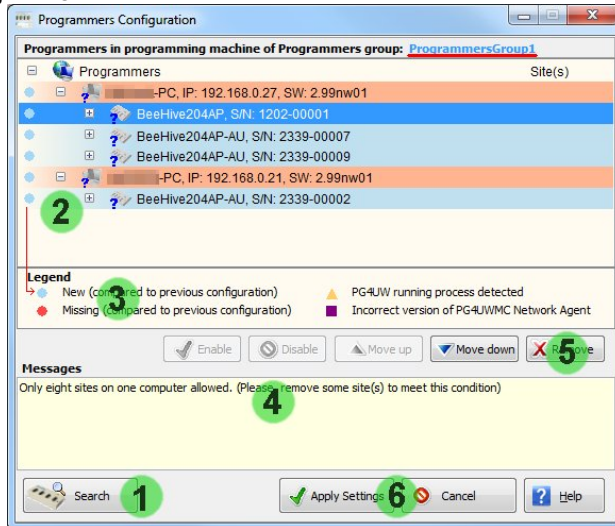 Programmers Configuration
Programmers in programming machine of Programmers group: ProgrammersGroup1
Programmers Site(s)
-PC, IP: 192.168.0.27, SW: 2.99nw01
BeeHive204AP, S/N: 1202-00001
BeeHive204AP-AU, S/N: 2339-00007
BeeHive204AP-AU, S/N: 2339-00009
-PC, IP: 192.168.0.21, SW: 2.99nw01
2 BeeHive204AP-AU, S/N: 2339-00002
Legend
New (compared to previous configuration) PG4UW running process detected
3
Missing (compared to previous configuration) Incorrect version of PG4UWMC Network Agent
Enable Disable Move up Move down Remove 5
Messages
Only eight sites on one computer allowed. (Please, remove some site(s) to meet this condition)
4
Search 1 Apply Settings 6 Cancel Help